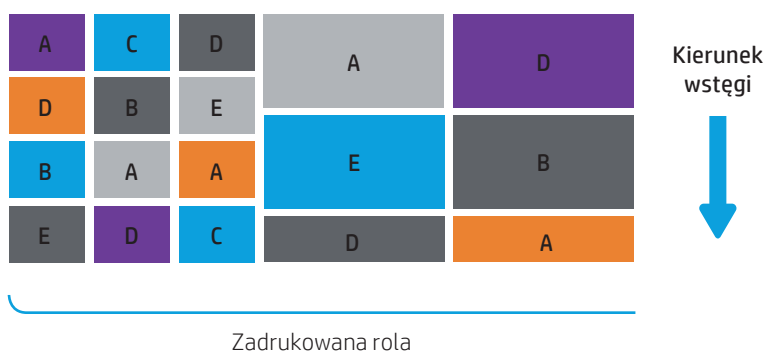 A C D A D
D B E
B A A E B
E D C D A
Kierunek
wstęgi
Zadrukowana rola